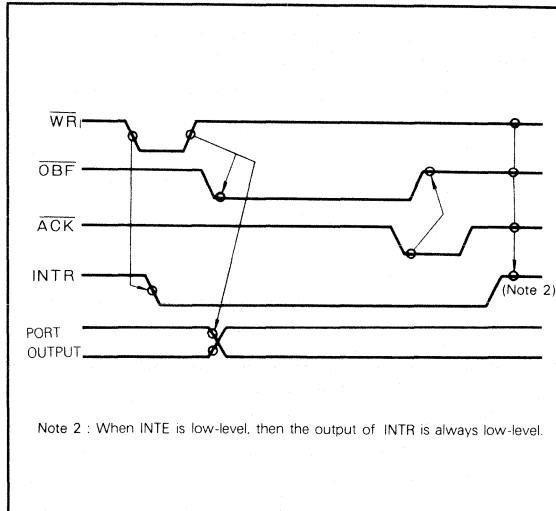 WR
OBF
ACK
INTR
(Note 2)
PORT
OUTPUT
Note 2 : When INTE is low-level, then the output of INTR is always low-level.